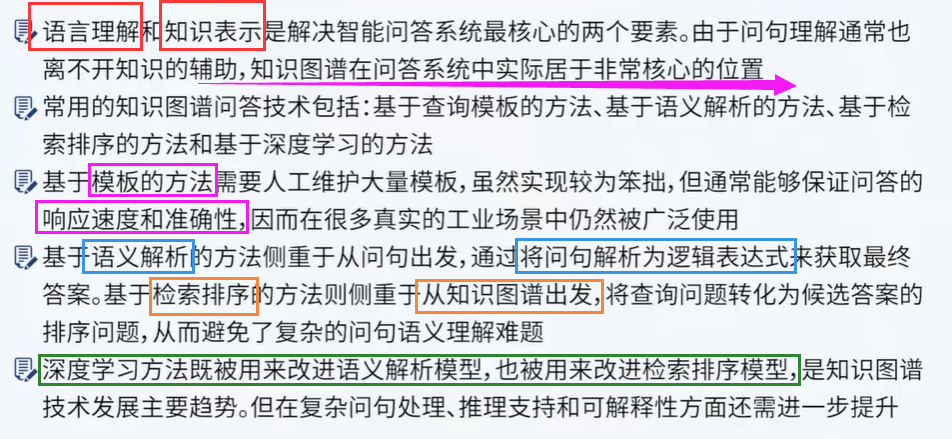 语言理解和知识表示是解决智能问答系统最核心的两个要素。由于问句理解通常也
离不开知识的辅助，知识图谱在问答系统中实际居于非常核心的位置
常用的知识图谱问答技术包括：基于查询模板的方法、基于语义解析的方法、基于检
索排序的方法和基于深度学习的方法
基于模板的方法需要人工维护大量模板，虽然实现较为笨拙，但通常能够保证问答的
响应速度和准确性，因而在很多真实的工业场景中仍然被广泛使用
基于语义解析的方法侧重于从问句出发，通过将问句解析为逻辑表达式来获取最终
答案。基于检索排序的方法则侧重于从知识图谱出发，将查询问题转化为候选答案的
排序问题，从而避免了复杂的问句语义理解难题
深度学习方法既被用来改进语义解析模型，也被用来改进检索排序模型，是知识图谱
技术发展主要趋势。但在复杂问句处理、推理支持和可解释性方面还需进一步提升